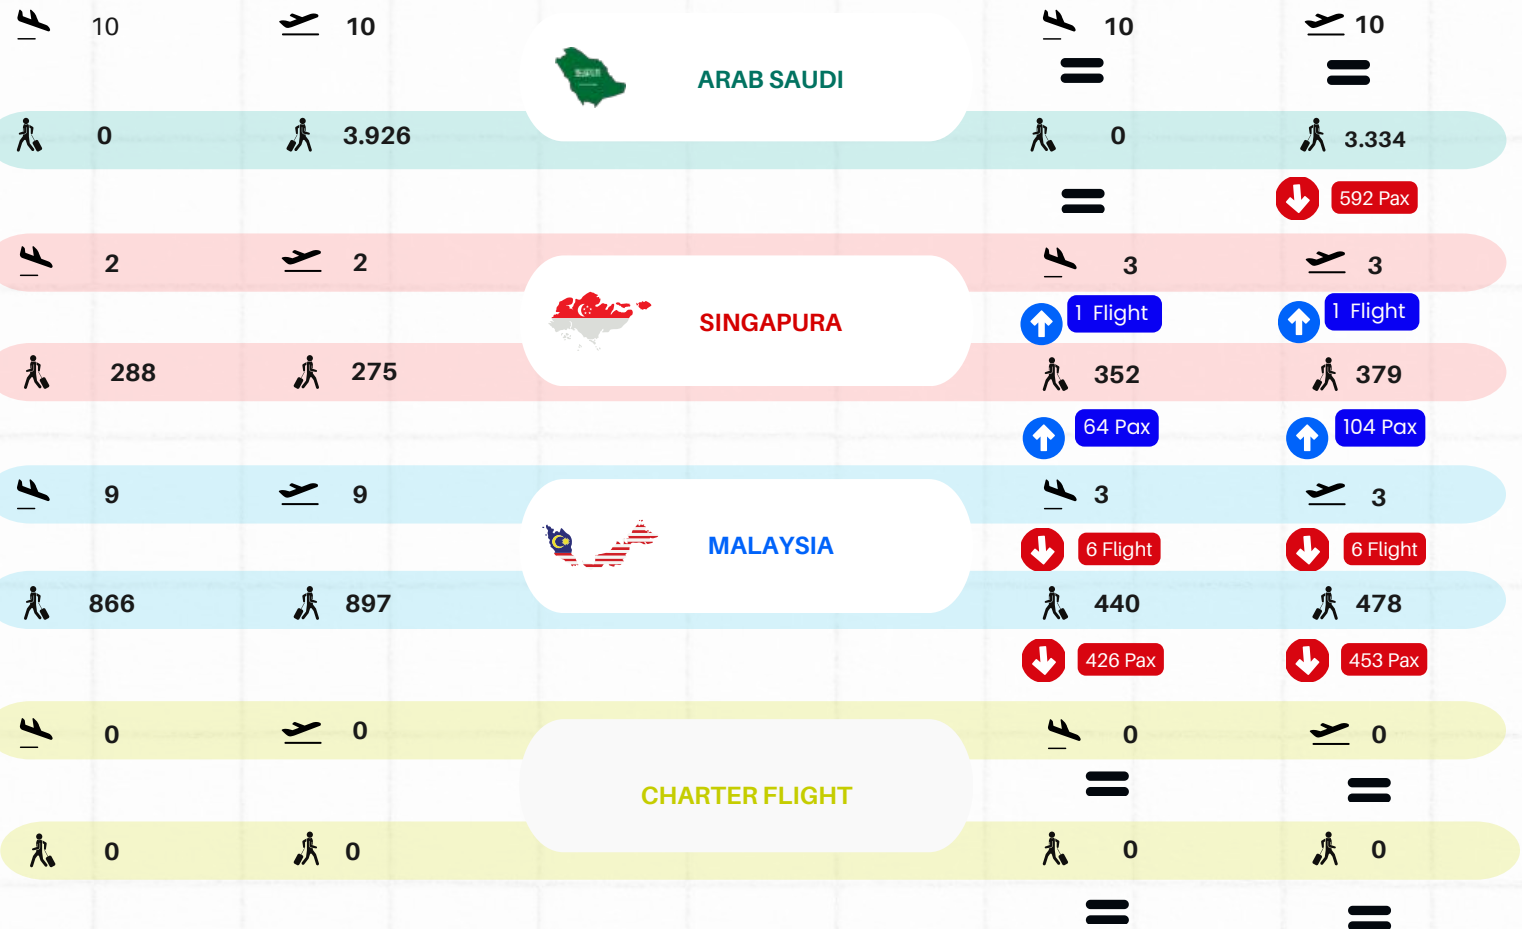 10 10 10 10
ARAB SAUDI
0 3.926 0 3.334
592 Pax
2 2 3 3
1 Flight 1 Flight
SINGAPURA
288 275 352 379
64 Pax 104 Pax
9 9 3 3
MALAYSIA
6 Flight 6 Flight
866 897 440 478
426 Pax 453 Pax
0 0 0 0
CHARTER FLIGHT
0 0 0 0